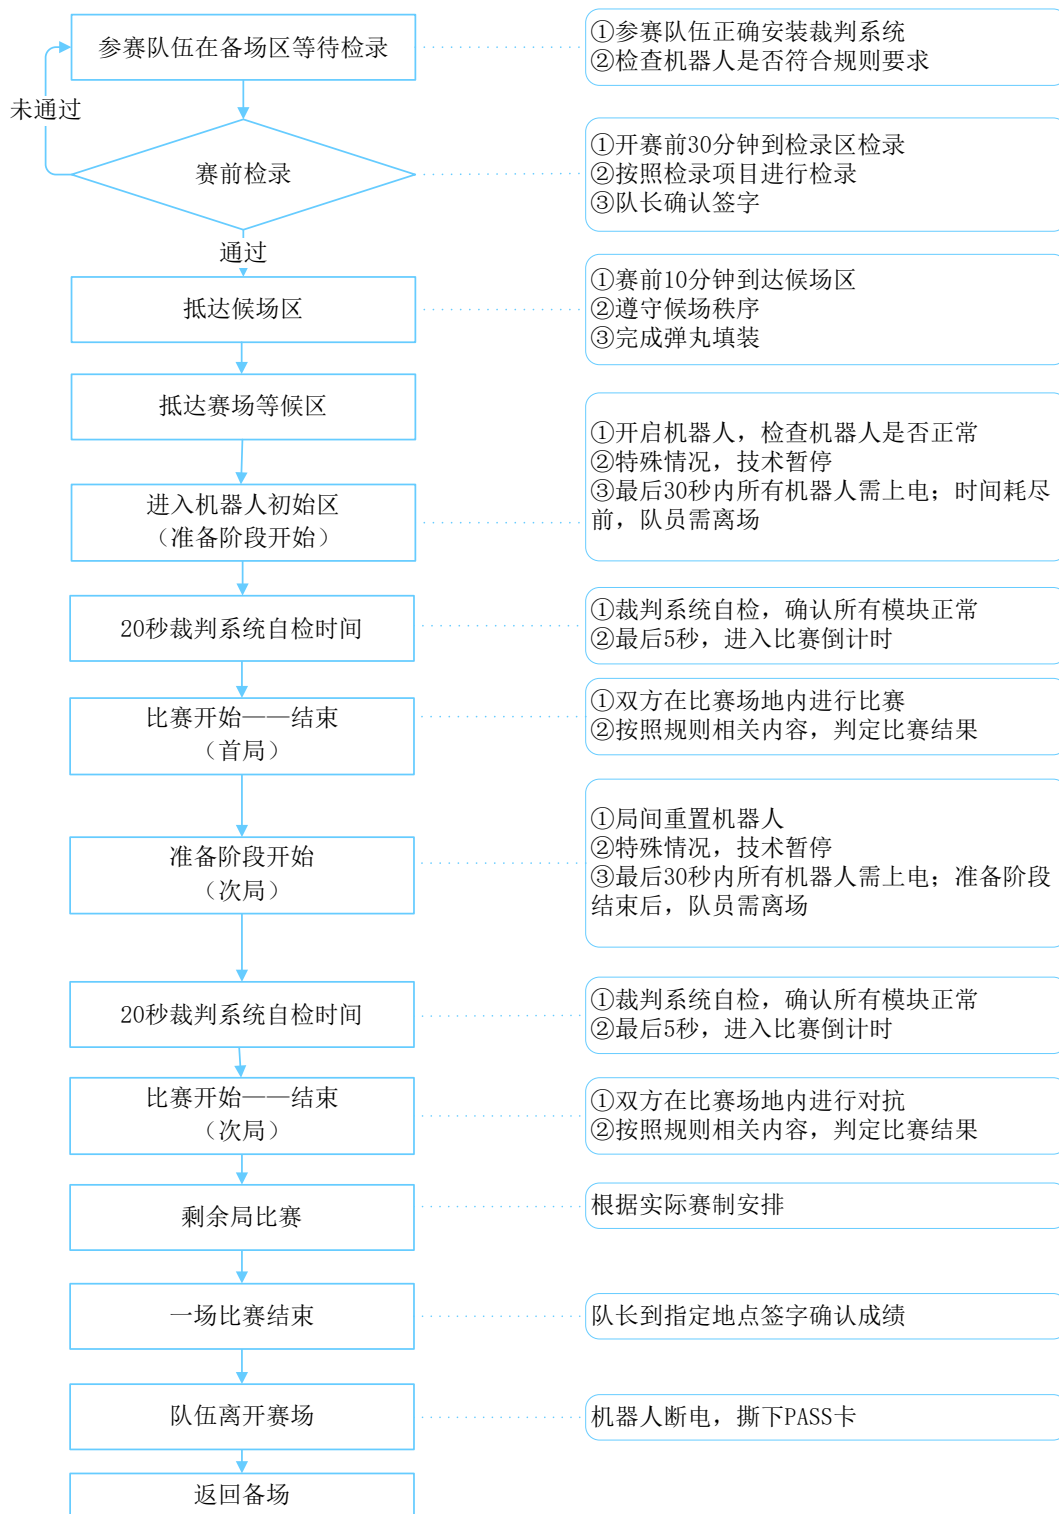 参赛队伍在备场区等待检录
①参赛队伍正确安装裁判系统
②检查机器人是否符合规则要求
未通过
赛前检录
①开赛前30分钟到检录区检录
②按照检录项目进行检录
③队长确认签字
通过
抵达候场区
①赛前10分钟到达候场区
②遵守候场秩序
③完成弹丸填装
抵达赛场等候区
进入机器人初始区
（准备阶段开始）
①开启机器人，检查机器人是否正常
②特殊情况，技术暂停
③最后30秒内所有机器人需上电；时间耗尽
前，队员需离场
20秒裁判系统自检时间
①裁判系统自检，确认所有模块正常
②最后5秒，进入比赛倒计时
比赛开始——结束
（首局）
①双方在比赛场地内进行比赛
②按照规则相关内容，判定比赛结果
准备阶段开始
（次局）
①局间重置机器人
②特殊情况，技术暂停
③最后30秒内所有机器人需上电；准备阶段
结束后，队员需离场
20秒裁判系统自检时间
①裁判系统自检，确认所有模块正常
②最后5秒，进入比赛倒计时
比赛开始——结束
（次局）
①双方在比赛场地内进行对抗
②按照规则相关内容，判定比赛结果
剩余局比赛
根据实际赛制安排
一场比赛结束
队长到指定地点签字确认成绩
队伍离开赛场
机器人断电，撕下PASS卡
返回备场